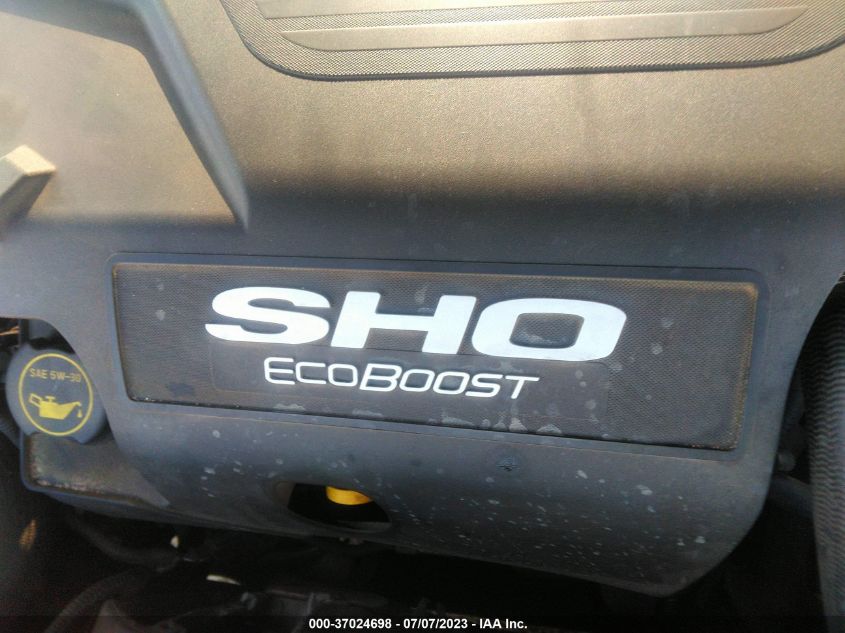 SHO
ECOBOOST
SAE 5W-30
000-37024698 - 07/07/2023 - IAA Inc.